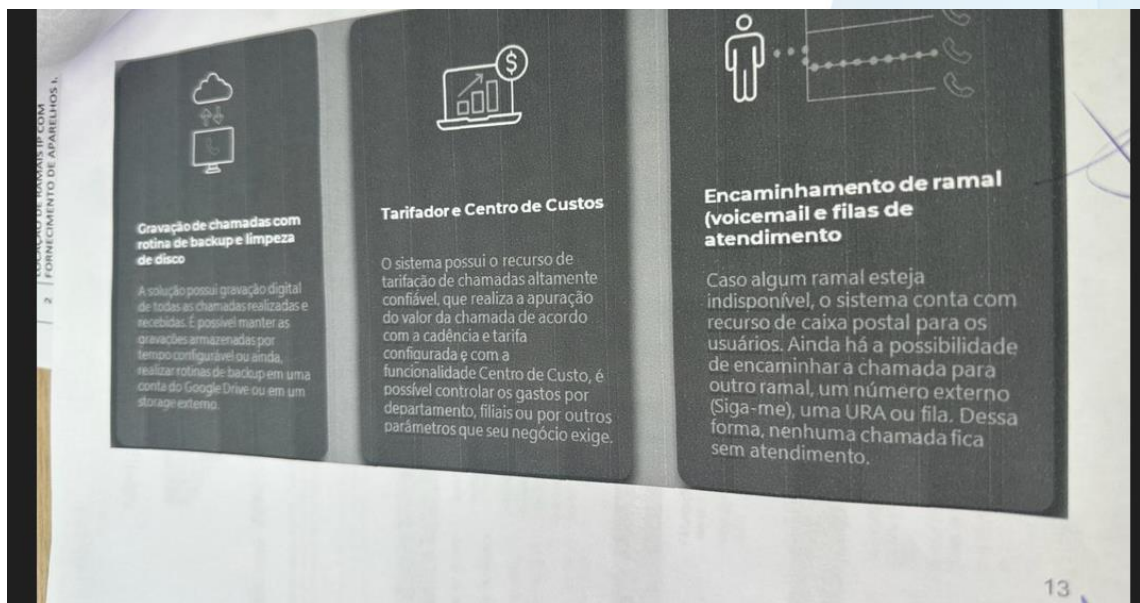 LOCAÇÃO DE RAMAIS IP COM
2 | FORNECIMENTO DE APARELHOS
$
Gravação de chamadas com
rotina de backup e limpeza
de disco
A solução possui gravação digital
de todas as chamadas realizadas e
recebidas. É possível manter as
gravações armazenadas por
tempo configurável ou ainda,
realizar rotinas de backup em uma
conta do Google Drive ou em um
storage externo.
Tarifador e Centro de Custos
O sistema possui o recurso de
tarifação de chamadas altamente
confiável, que realiza a apuração
do valor da chamada de acordo
com a cadência e tarifa
configurada e com a
funcionalidade Centro de Custo, é
possível controlar os gastos por
departamento, filiais ou por outros
parâmetros que seu negócio exige.
Encaminhamento de ramal
(voicemail e filas de
atendimento
Caso algum ramal esteja
indisponível, o sistema conta com
recurso de caixa postal para os
usuários. Ainda há a possibilidade
de encaminhar a chamada para
outro ramal, um número externo
(Siga-me), uma URA ou fila. Dessa
forma, nenhuma chamada fica
sem atendimento.
13